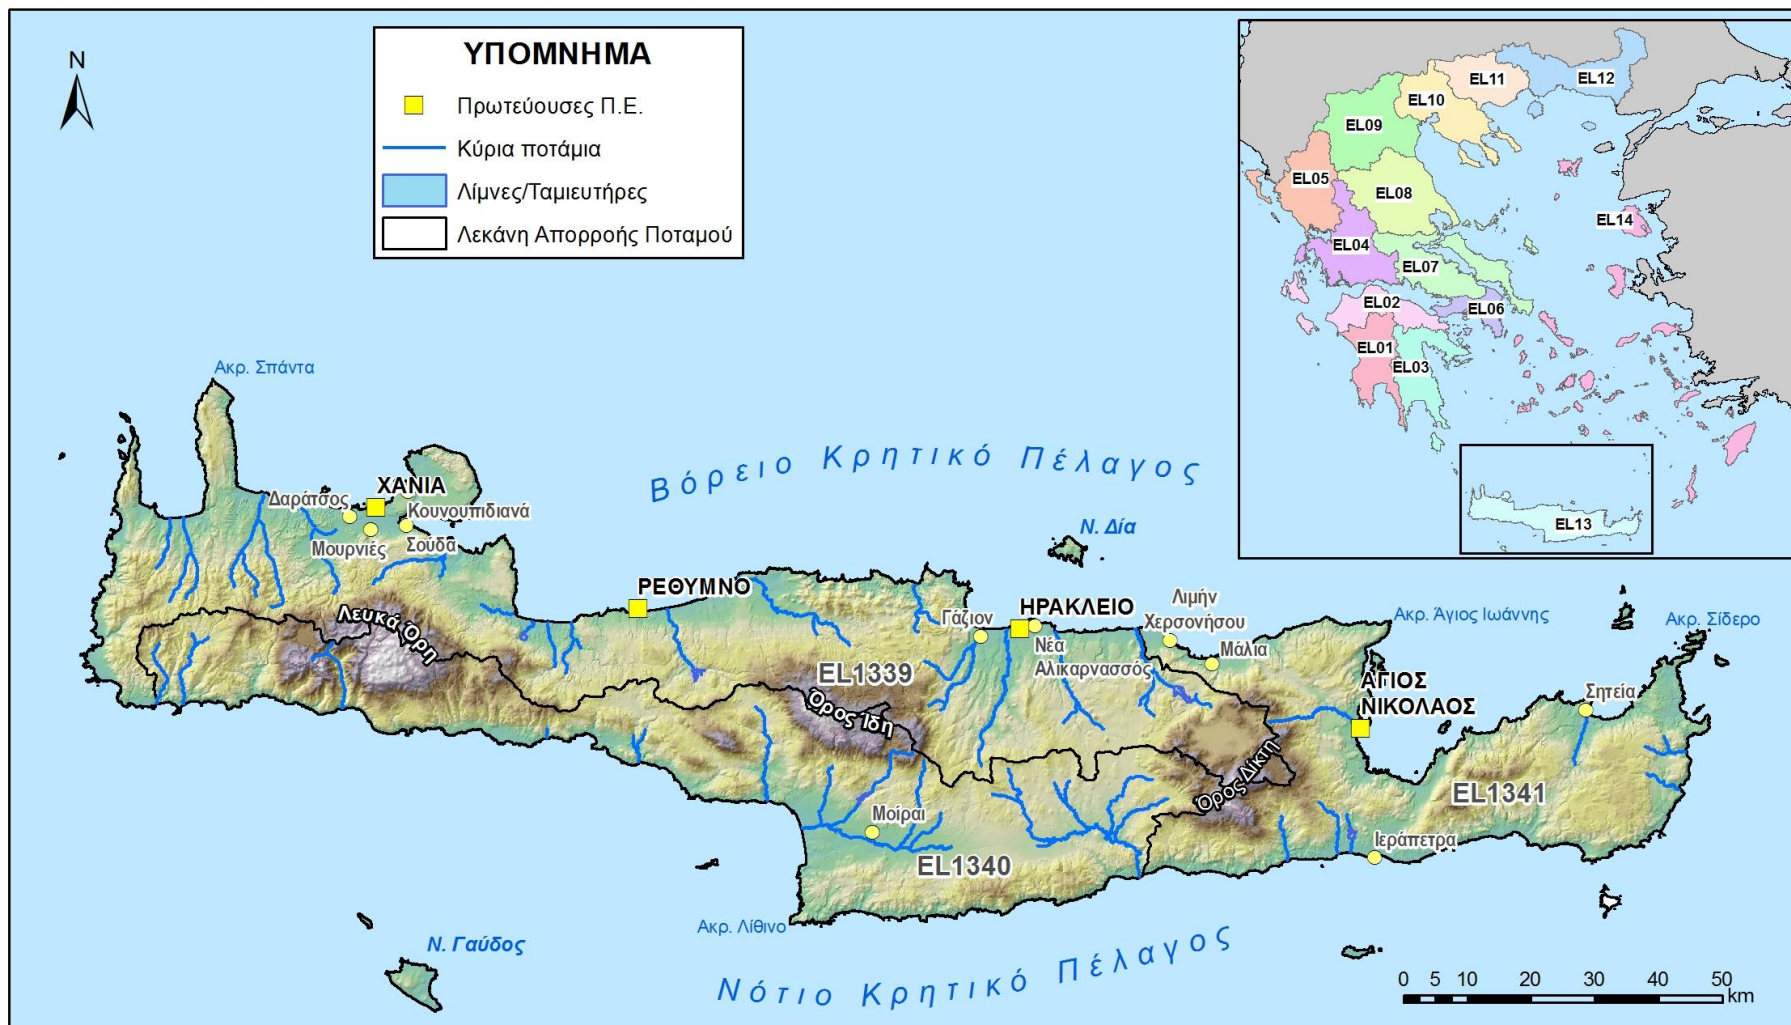 N
ΥΠΟΜΝΗΜΑ
Πρωτεύουσες Π.Ε.
Κύρια ποτάμια
Λίμνες/Ταμιευτήρες
Λεκάνη Απορροής Ποταμού
EL11
EL12
EL10
EL09
EL05
EL08
EL14
EL04
EL07
EL02
EL06
EL01
EL03
EL13
Ακρ. Σπάντα
Βόρειο Κρητικό Πέλαγος
ΧΑΝΙΑ
Δαράτσος
Κουνουπιδιανά
Μουρνιές
Σούδα
Ν. Δία
ΡΕΘΥΜΝΟ
Λευκά Όρη
Γάζιον
ΗΡΑΚΛΕΙΟ
Νέα
Αλικαρνασσός
Λιμήν
Χερσονήσου
Μάλια
Ακρ. Άγιος Ιωάννης
Ακρ. Σίδερο
EL1339
Όρος Ίδη
ΑΓΙΟΣ
ΝΙΚΟΛΑΟΣ
Σητεία
Όρος Δίκτη
EL1341
Μοίραι
Ιεράπετρα
EL1340
Ακρ. Λίθινο
Ν. Γαύδος
Νότιο Κρητικό Πέλαγος
0 5 10 20 30 40 50
km